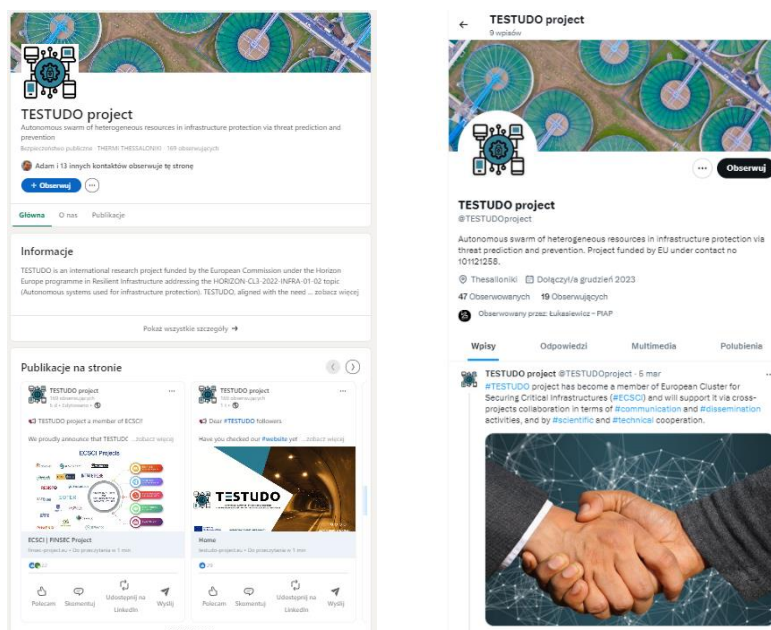 TESTUDO project
Autonomous swarm of heterogeneous resources in infrastructure protection via threat prediction and
prevention
Bezpieczeństwo publiczne THERMI THESSALONIKI 169 obserwujących
Adam i 13 innych kontaktów obserwuje tę stronę
+ Obserwuj
Główna O nas Publikacje
Informacje
TESTUDO is an international research project funded by the European Commission under the Horizon
Europe programme in Resilient Infrastructure addressing the HORIZON-CL3-2022-INFRA-01-02 topic
(Autonomous systems used for infrastructure protection). TESTUDO, aligned with the need ... zobacz więcej
Pokaż wszystkie szczegóły →
Publikacje na stronie
TESTUDO project
169 obserwujących
TESTUDO project a member of ECSCI!
We proudly announce that TESTUDC ...zobacz więcej
ECSCI Projects
ECSCI | FINSEC Project
finsec-project.eu • Do przeczytania w 1 min
Polecam Skomentuj Udostępnij na LinkedIn Wyślij
TESTUDO project
169 obserwujących
Dear #TESTUDO followers.
Have you checked our #website yet ...zobacz więcej
TESTUDO
Home
testudo-project.eu • Do przeczytania w 1 min
Polecam Skomentuj Udostępnij na LinkedIn Wyślij
← TESTUDO project
9 wpisów
Obserwuj
TESTUDO project
@TESTUDOproject
Autonomous swarm of heterogeneous resources in infrastructure protection via
threat prediction and prevention. Project funded by EU under contact no
101121258.
Thesalloniki Dołączył/a grudzień 2023
47 Obserwowanych 19 Obserwujących
Obserwowany przez: Łukasiewicz – PIAP
Wpisy Odpowiedzi Multimedia Polubienia
TESTUDO project @TESTUDOproject · 5 mar
#TESTUDO project has become a member of European Cluster for
Securing Critical Infrastructures (#ECSCI) and will support it via cross-
projects collaboration in terms of #communication and #dissemination
activities, and by #scientific and #technical cooperation.